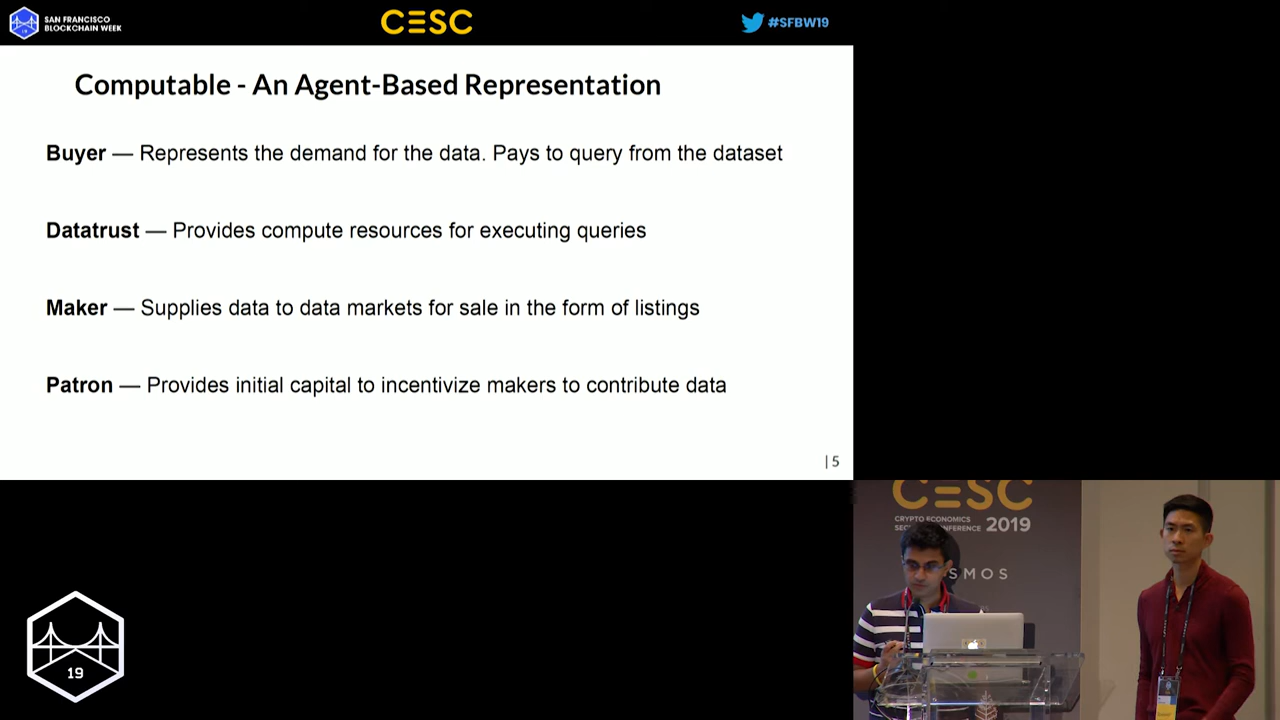 SAN FRANCISCO
BLOCKCHAIN WEEK
19
CESC
#SFBW19
Computable - An Agent-Based Representation
Buyer — Represents the demand for the data. Pays to query from the dataset
Datatrust — Provides compute resources for executing queries
Maker — Supplies data to data markets for sale in the form of listings
Patron — Provides initial capital to incentivize makers to contribute data
| 5
CESC
CRYPTO ECONOMICS
2019
SMOS
19